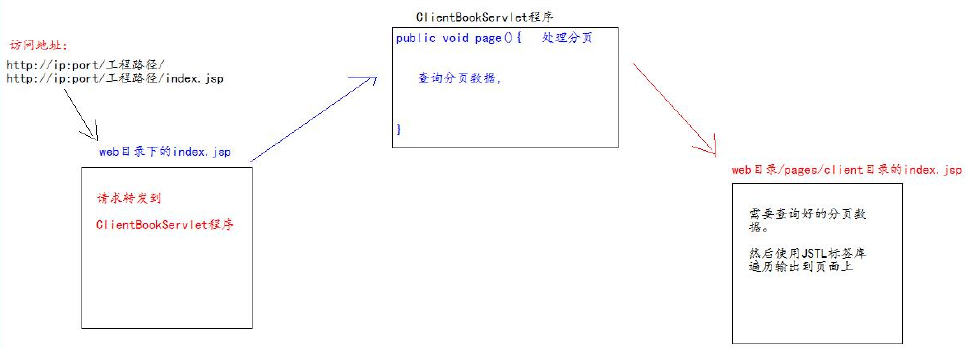 访问地址：
http://ip:port/工程路径/
http://ip:port/工程路径/index.jsp
web目录下的index.jsp
请求转发到
ClientBookServlet程序
ClientBookServlet程序
public void page(){ 处理分页
查询分页数据，
}
web目录/pages/client目录的index.jsp
需要查询好的分页数
据。
然后使用JSTL标签库
遍历输出到页面上